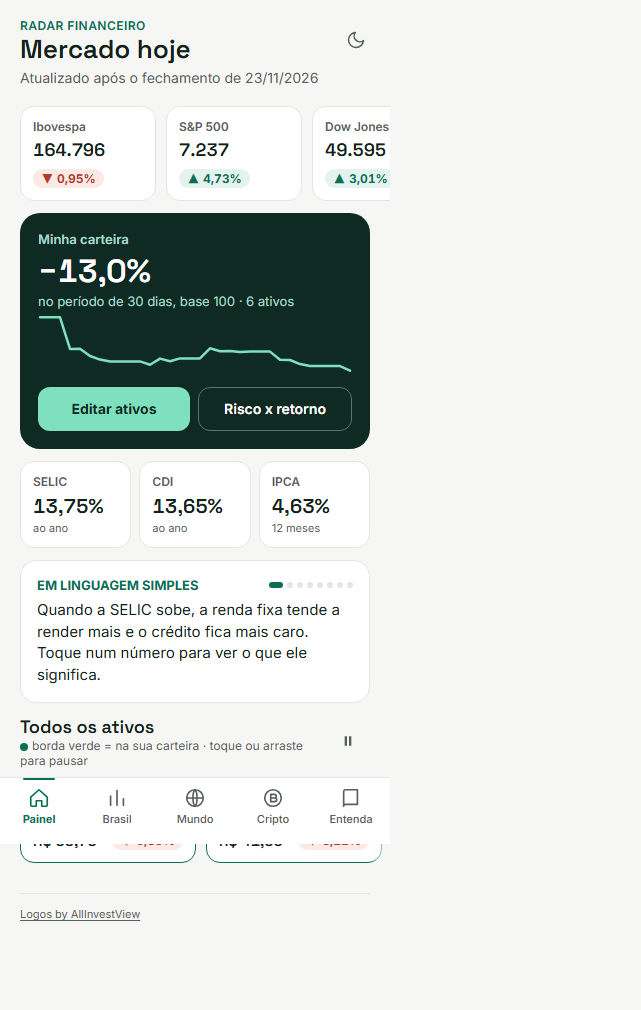 RADAR FINANCEIRO
Mercado hoje
Atualizado após o fechamento de 23/11/2026
Ibovespa
164.796
▼ 0,95%
S&P 500
7.237
▲ 4,73%
Dow Jones
49.595
▲ 3,01%
Minha carteira
−13,0%
no período de 30 dias, base 100 · 6 ativos
Editar ativos
Risco x retorno
SELIC
13,75%
ao ano
CDI
13,65%
ao ano
IPCA
4,63%
12 meses
EM LINGUAGEM SIMPLES
Quando a SELIC sobe, a renda fixa tende a
render mais e o crédito fica mais caro.
Toque num número para ver o que ele
significa.
Todos os ativos
borda verde = na sua carteira · toque ou arraste
para pausar
Painel
Brasil
Mundo
Cripto
Entenda
Logos by AllInvestView